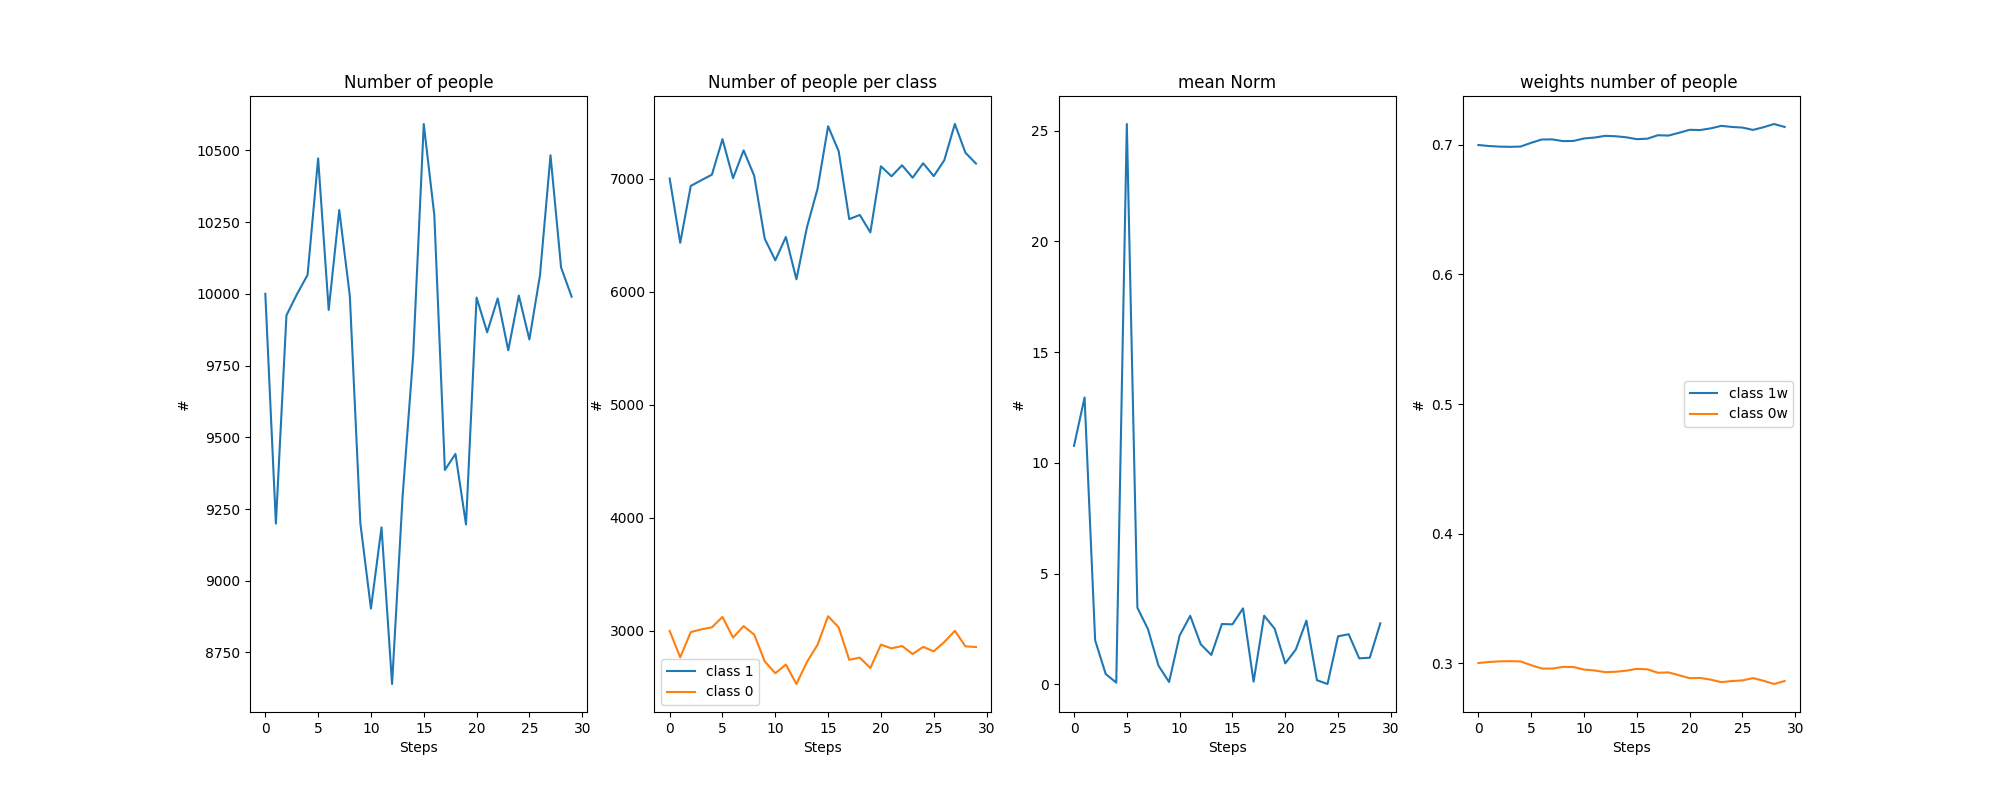 Number of people
10500
10250
10000
9750
9500
9250
9000
8750
#
0 5 10 15 20 25 30
Steps
Number of people per class
7000
6000
5000
4000
3000
#
class 1
class 0
0 5 10 15 20 25 30
Steps
mean Norm
25
20
15
10
5
0
#
0 5 10 15 20 25 30
Steps
weights number of people
0.7
0.6
0.5
0.4
0.3
#
class 1w
class 0w
0 5 10 15 20 25 30
Steps